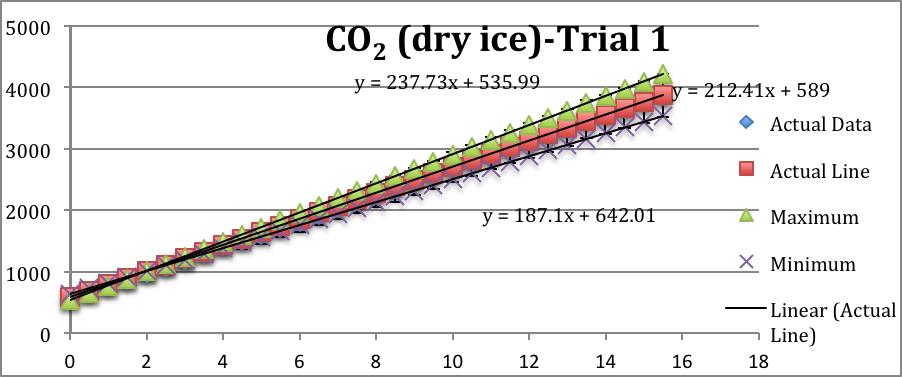 CO₂ (dry ice)-Trial 1
5000
4000
3000
2000
1000
0
y = 237.73x + 535.99
y = 212.41x + 589
y = 187.1x + 642.01
Actual Data
Actual Line
Maximum
Minimum
Linear (Actual
Line)
0 2 4 6 8 10 12 14 16 18